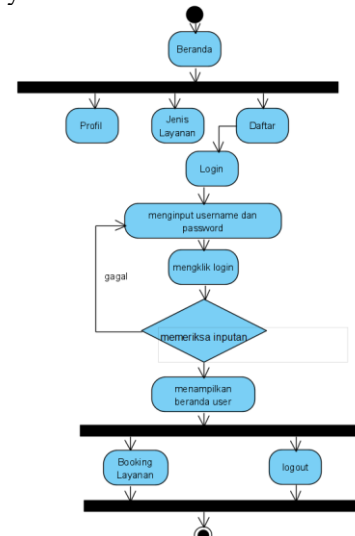 y
Beranda
Profil
Jenis
Layanan
Daftar
Login
menginput username dan
password
mengklik login
gagal
memeriksa inputan
menampilkan
beranda user
Booking
Layanan
logout